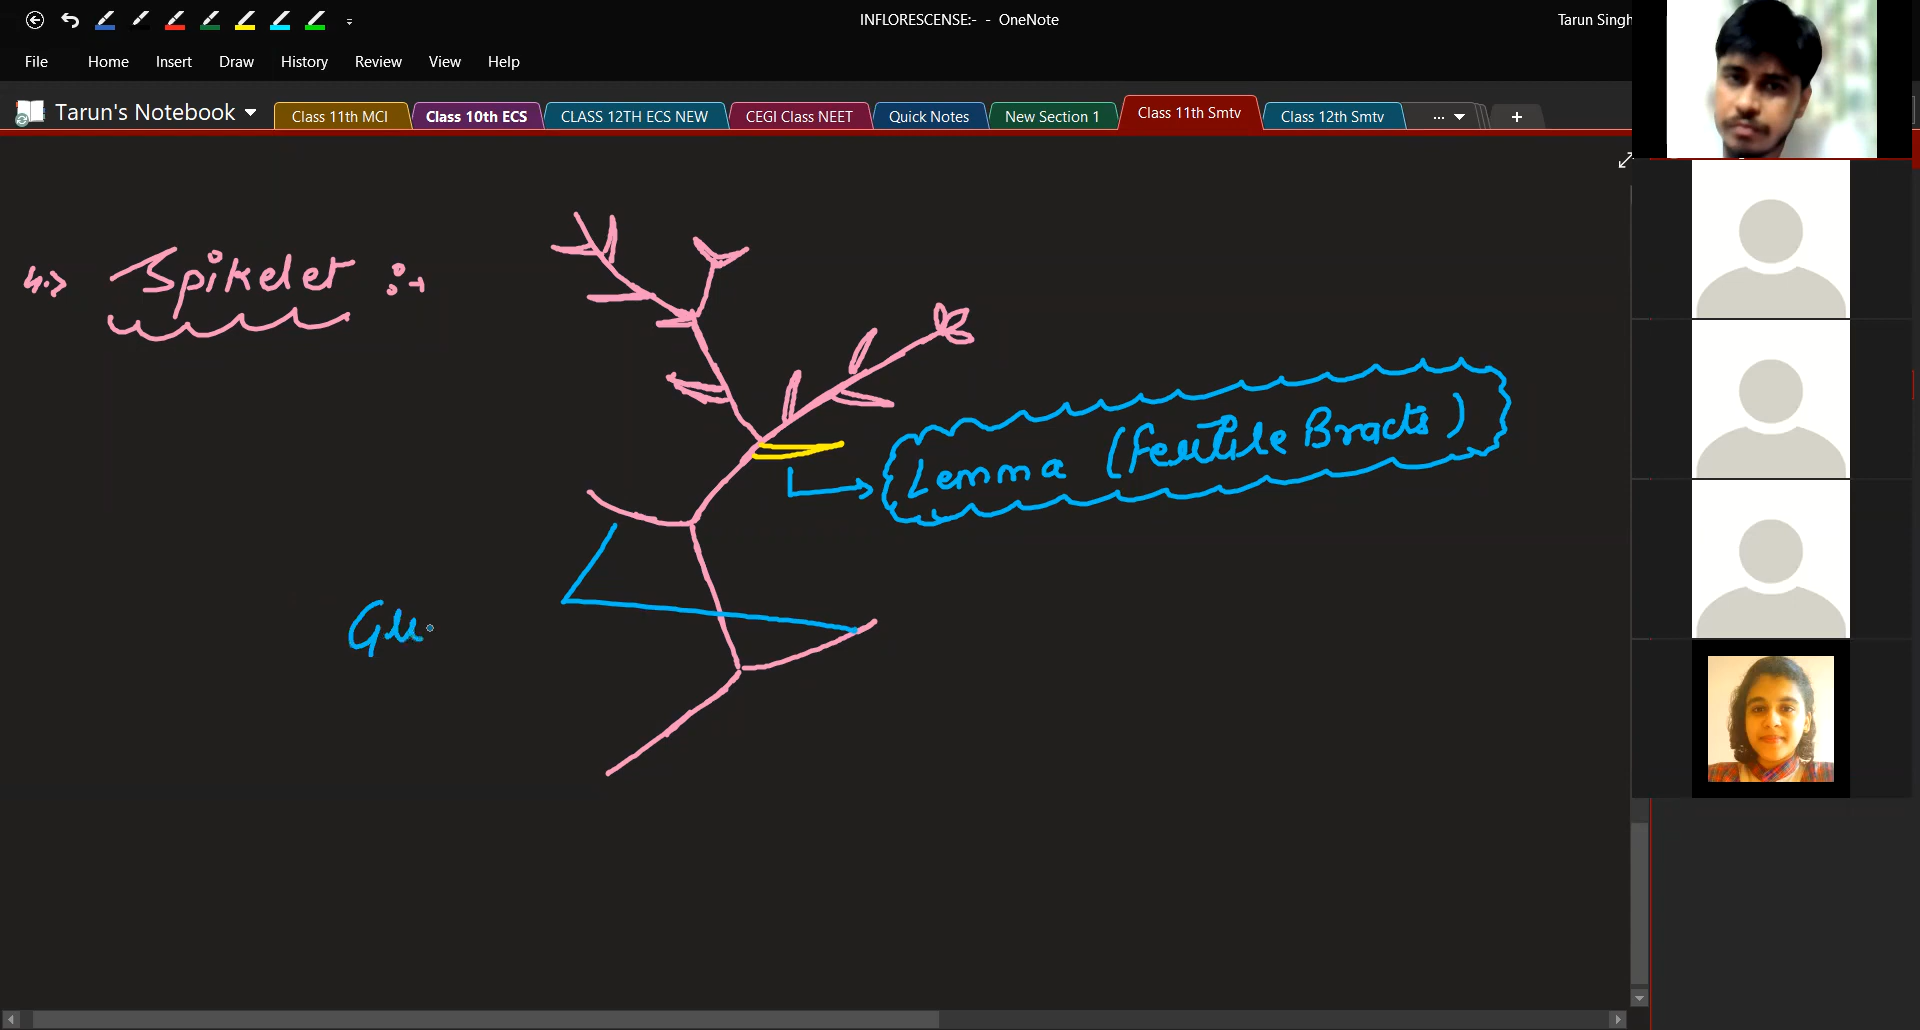 INFLORESCENSE:- - OneNote
Tarun Singh
File Home Insert Draw History Review View Help
Tarun's Notebook
Class 11th MCI
Class 10th ECS
CLASS 12TH ECS NEW
CEGI Class NEET
Quick Notes
New Section 1
Class 11th Smtv
Class 12th Smtv
...
+
4.> Spikelet :→
Lemma (Fertile Bracts)
Glu